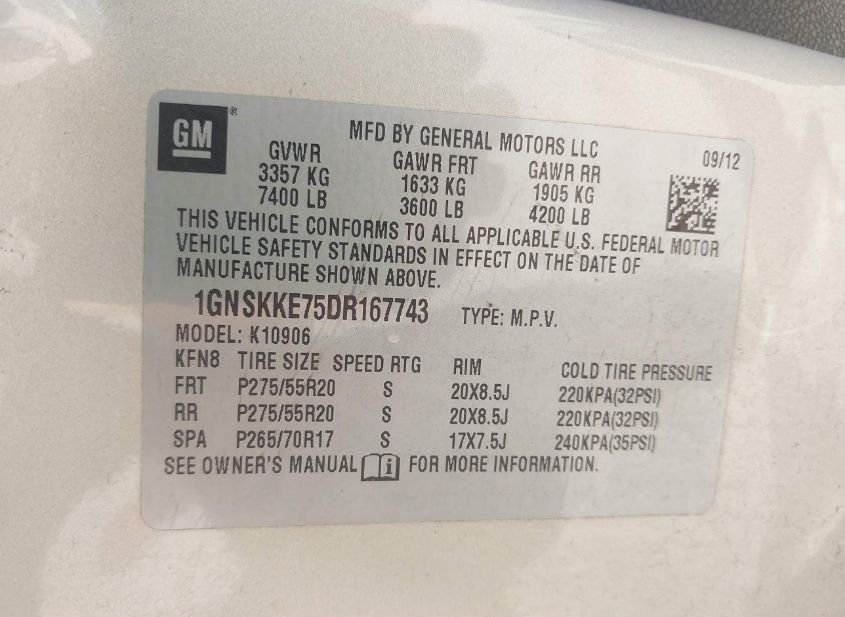 GM®
MFD BY GENERAL MOTORS LLC 09/12
GVWR GAWR FRT GAWR RR
3357 KG 1633 KG 1905 KG
7400 LB 3600 LB 4200 LB
THIS VEHICLE CONFORMS TO ALL APPLICABLE U.S. FEDERAL MOTOR
VEHICLE SAFETY STANDARDS IN EFFECT ON THE DATE OF
MANUFACTURE SHOWN ABOVE.
1GNSKKE75DR167743 TYPE: M.P.V.
MODEL: K10906
KFN8 TIRE SIZE SPEED RTG RIM COLD TIRE PRESSURE
FRT P275/55R20 S 20X8.5J 220KPA(32PSI)
RR P275/55R20 S 20X8.5J 220KPA(32PSI)
SPA P265/70R17 S 17X7.5J 240KPA(35PSI)
SEE OWNER'S MANUAL i FOR MORE INFORMATION.